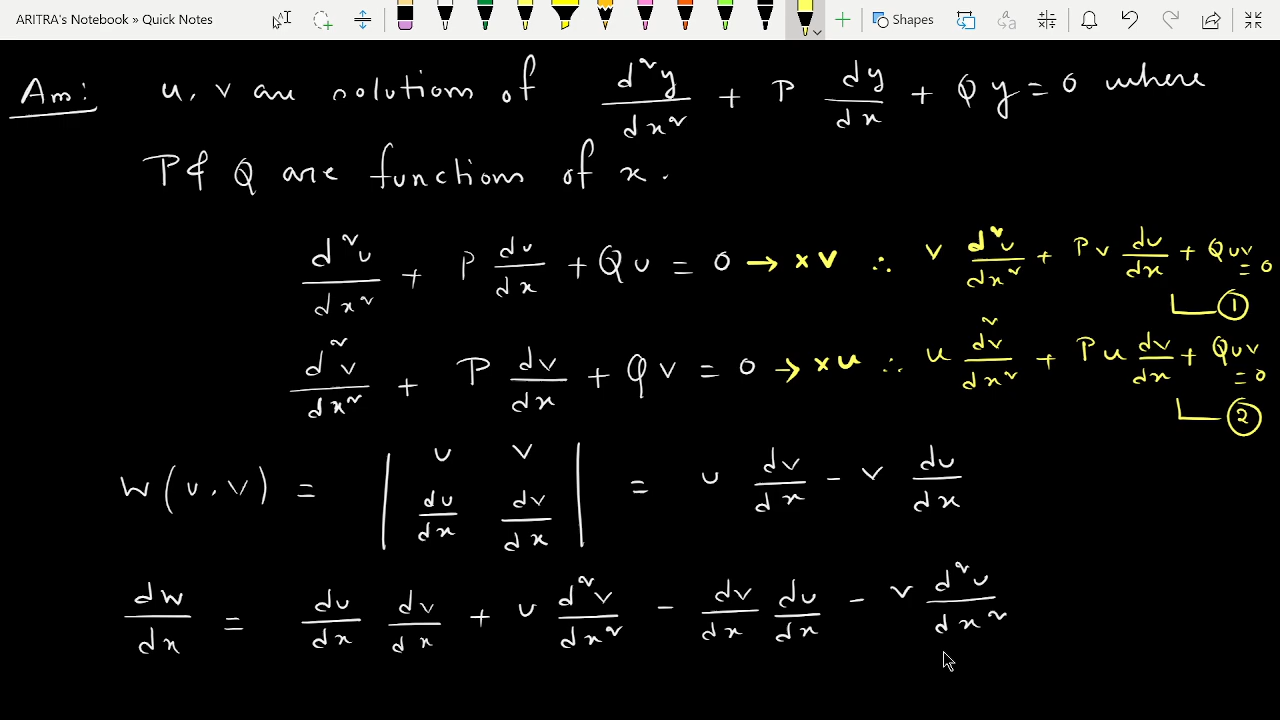 ARITRA's Notebook » Quick Notes Shapes
Ans: u, v are solutions of d²y/dx² + P dy/dx + Qy = 0 where
P & Q are functions of x.
d²u/dx² + P du/dx + Qu = 0 → ×v ∴ v d²u/dx² + Pv du/dx + Quv = 0
①
d²v/dx² + P dv/dx + Qv = 0 → ×u ∴ u d²v/dx² + Pu dv/dx + Quv = 0
②
W(u, v) = | u v ; du/dx dv/dx | = u dv/dx - v du/dx
dW/dx = du/dx dv/dx + u d²v/dx² - dv/dx du/dx - v d²u/dx²